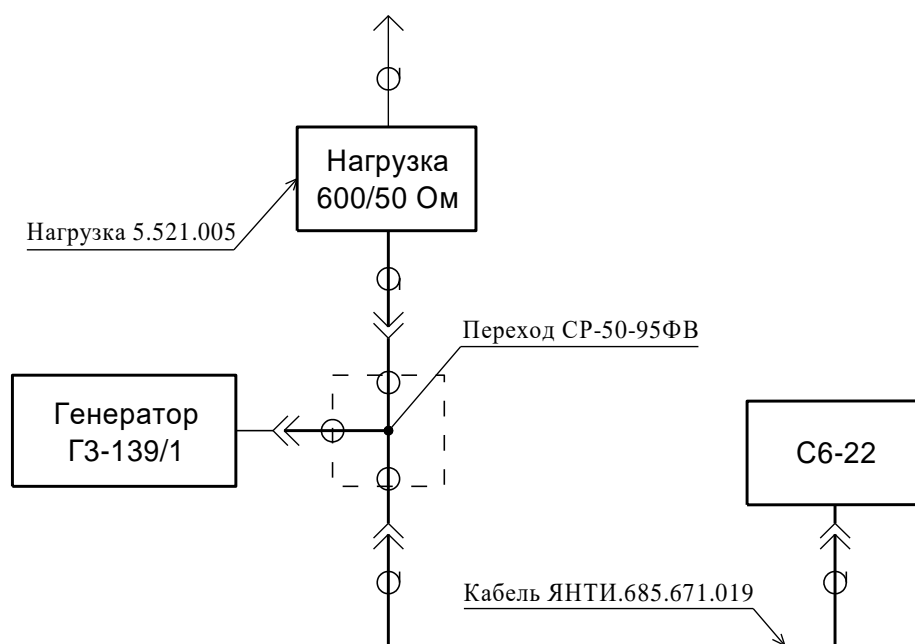 Нагрузка
600/50 Ом
Нагрузка 5.521.005
Переход СР-50-95ФВ
Генератор
ГЗ-139/1
С6-22
Кабель ЯНТИ.685.671.019